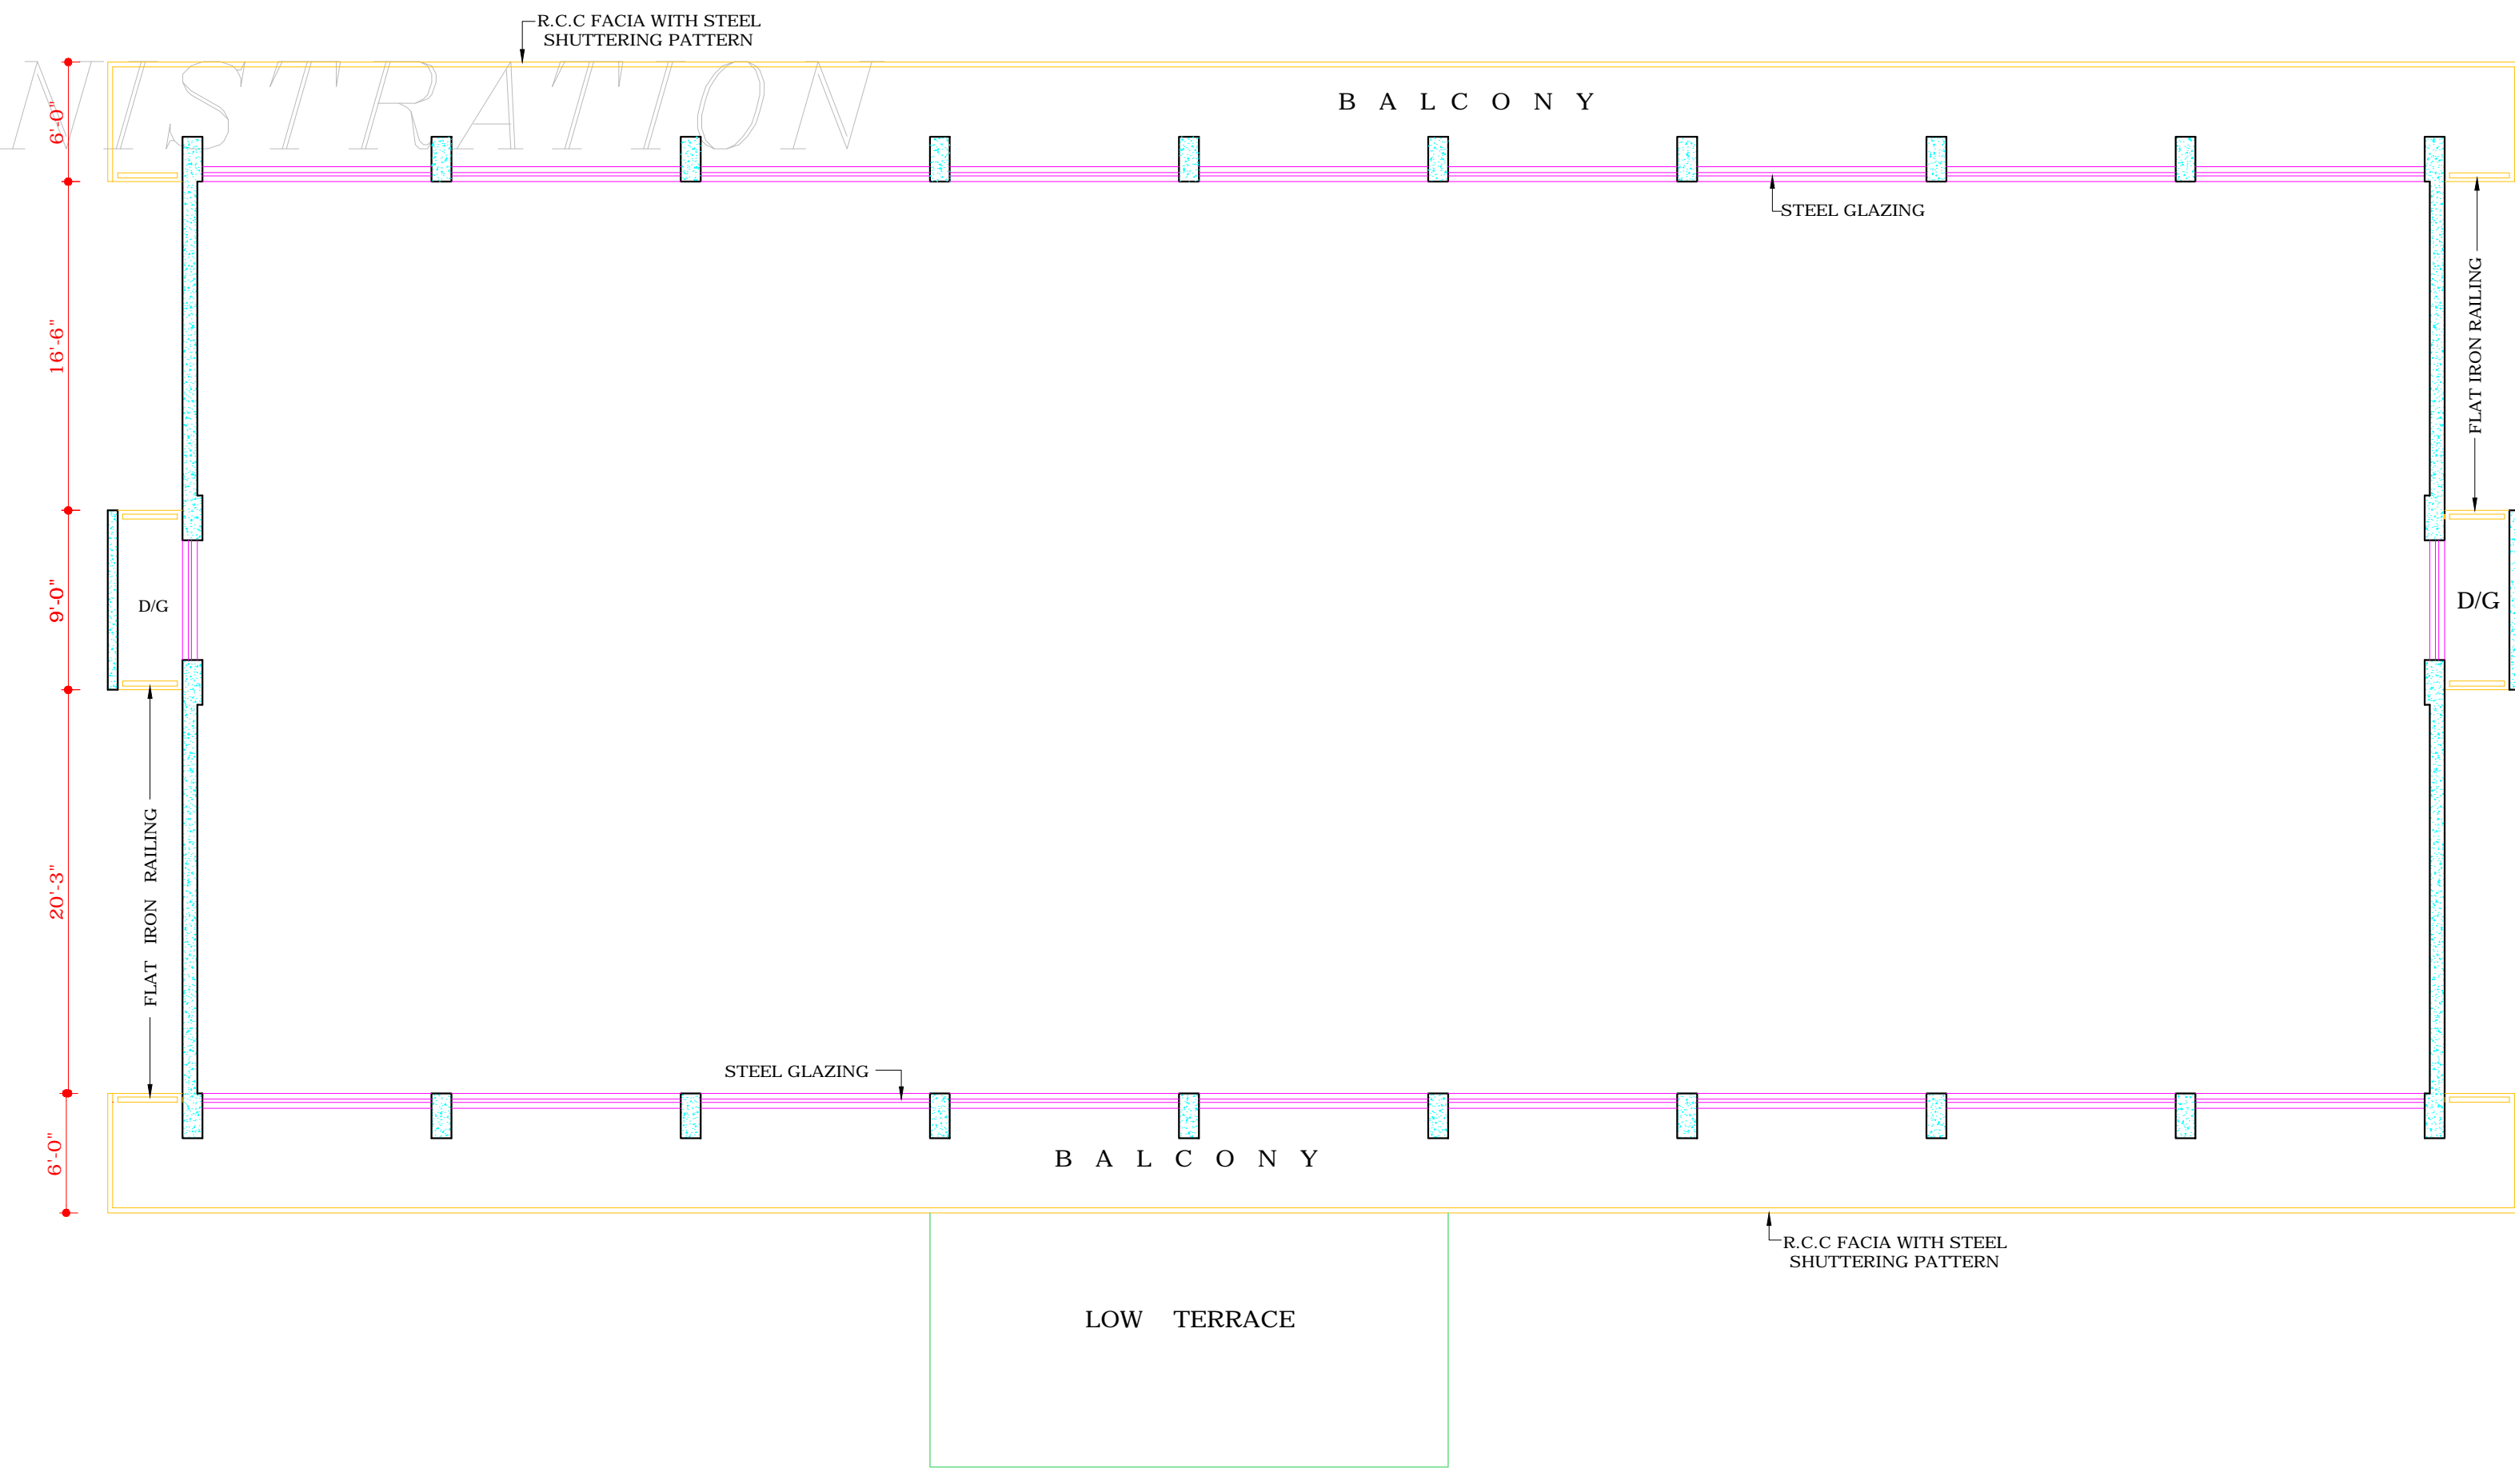 R.C.C FACIA WITH STEEL
SHUTTERING PATTERN
NISTRATION
B A L C O N Y
6'-0"
STEEL GLAZING
16'-6"
FLAT IRON RAILING
9'-0"
D/G
D/G
FLAT IRON RAILING
20'-3"
STEEL GLAZING
6'-0"
B A L C O N Y
R.C.C FACIA WITH STEEL
SHUTTERING PATTERN
LOW TERRACE